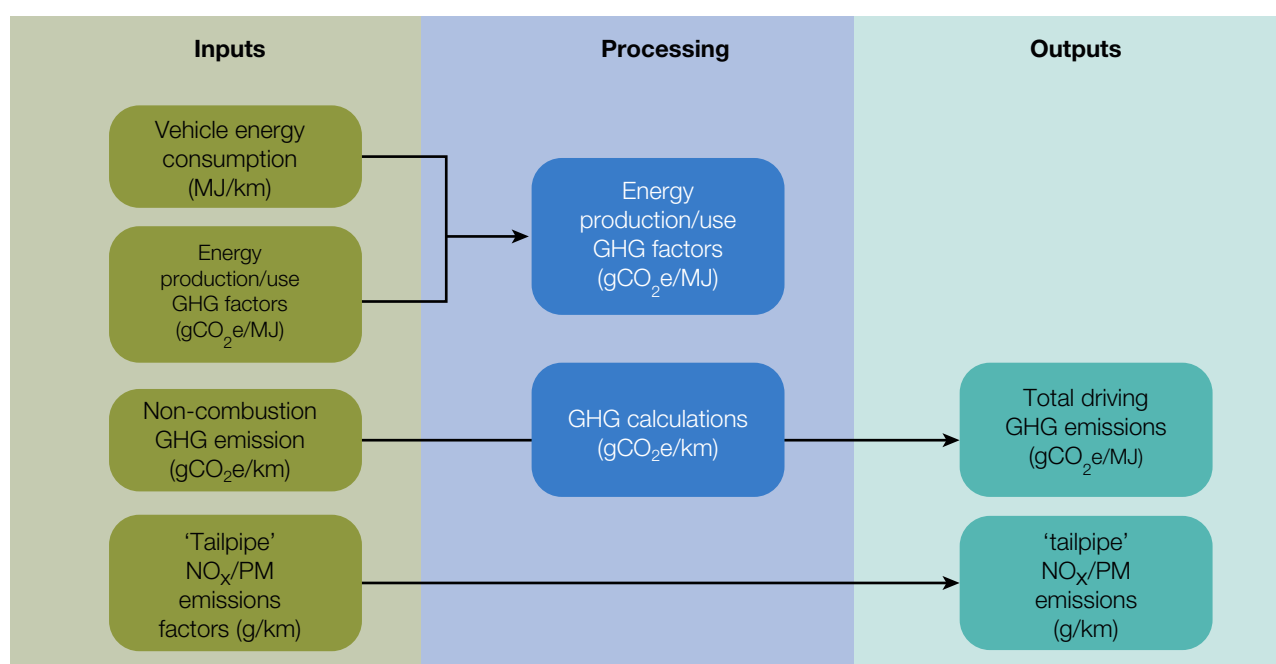 Inputs
Processing
Outputs
Vehicle energy
consumption
(MJ/km)
Energy
production/use
GHG factors
(gCO₂e/MJ)
Non-combustion
GHG emission
(gCO₂e/km)
‘Tailpipe’
NOₓ/PM
emissions
factors (g/km)
Energy
production/use
GHG factors
(gCO₂e/MJ)
GHG calculations
(gCO₂e/km)
Total driving
GHG emissions
(gCO₂e/MJ)
‘tailpipe’
NOₓ/PM
emissions
(g/km)